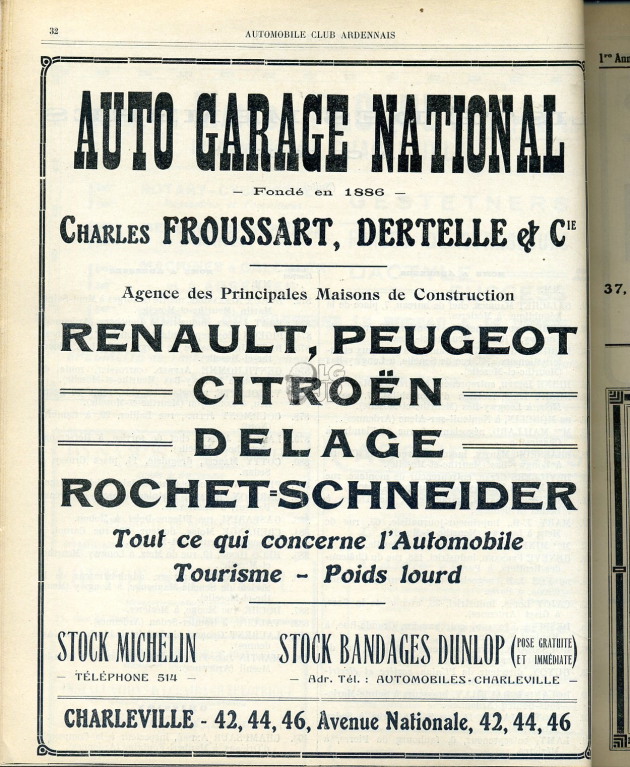 32
AUTOMOBILE CLUB ARDENNAIS
AUTO GARAGE NATIONAL
– Fondé en 1886 –
CHARLES FROUSSART, DERTELLE & CIE
Agence des Principales Maisons de Construction
RENAULT, PEUGEOT
CITROËN
DELAGE
ROCHET-SCHNEIDER
Tout ce qui concerne l'Automobile
Tourisme – Poids lourd
STOCK MICHELIN
– TÉLÉPHONE 514 –
STOCK BANDAGES DUNLOP (POSE GRATUITE ET IMMÉDIATE)
– Adr. Tél. : AUTOMOBILES-CHARLEVILLE –
CHARLEVILLE - 42, 44, 46, Avenue Nationale, 42, 44, 46
1re
37,